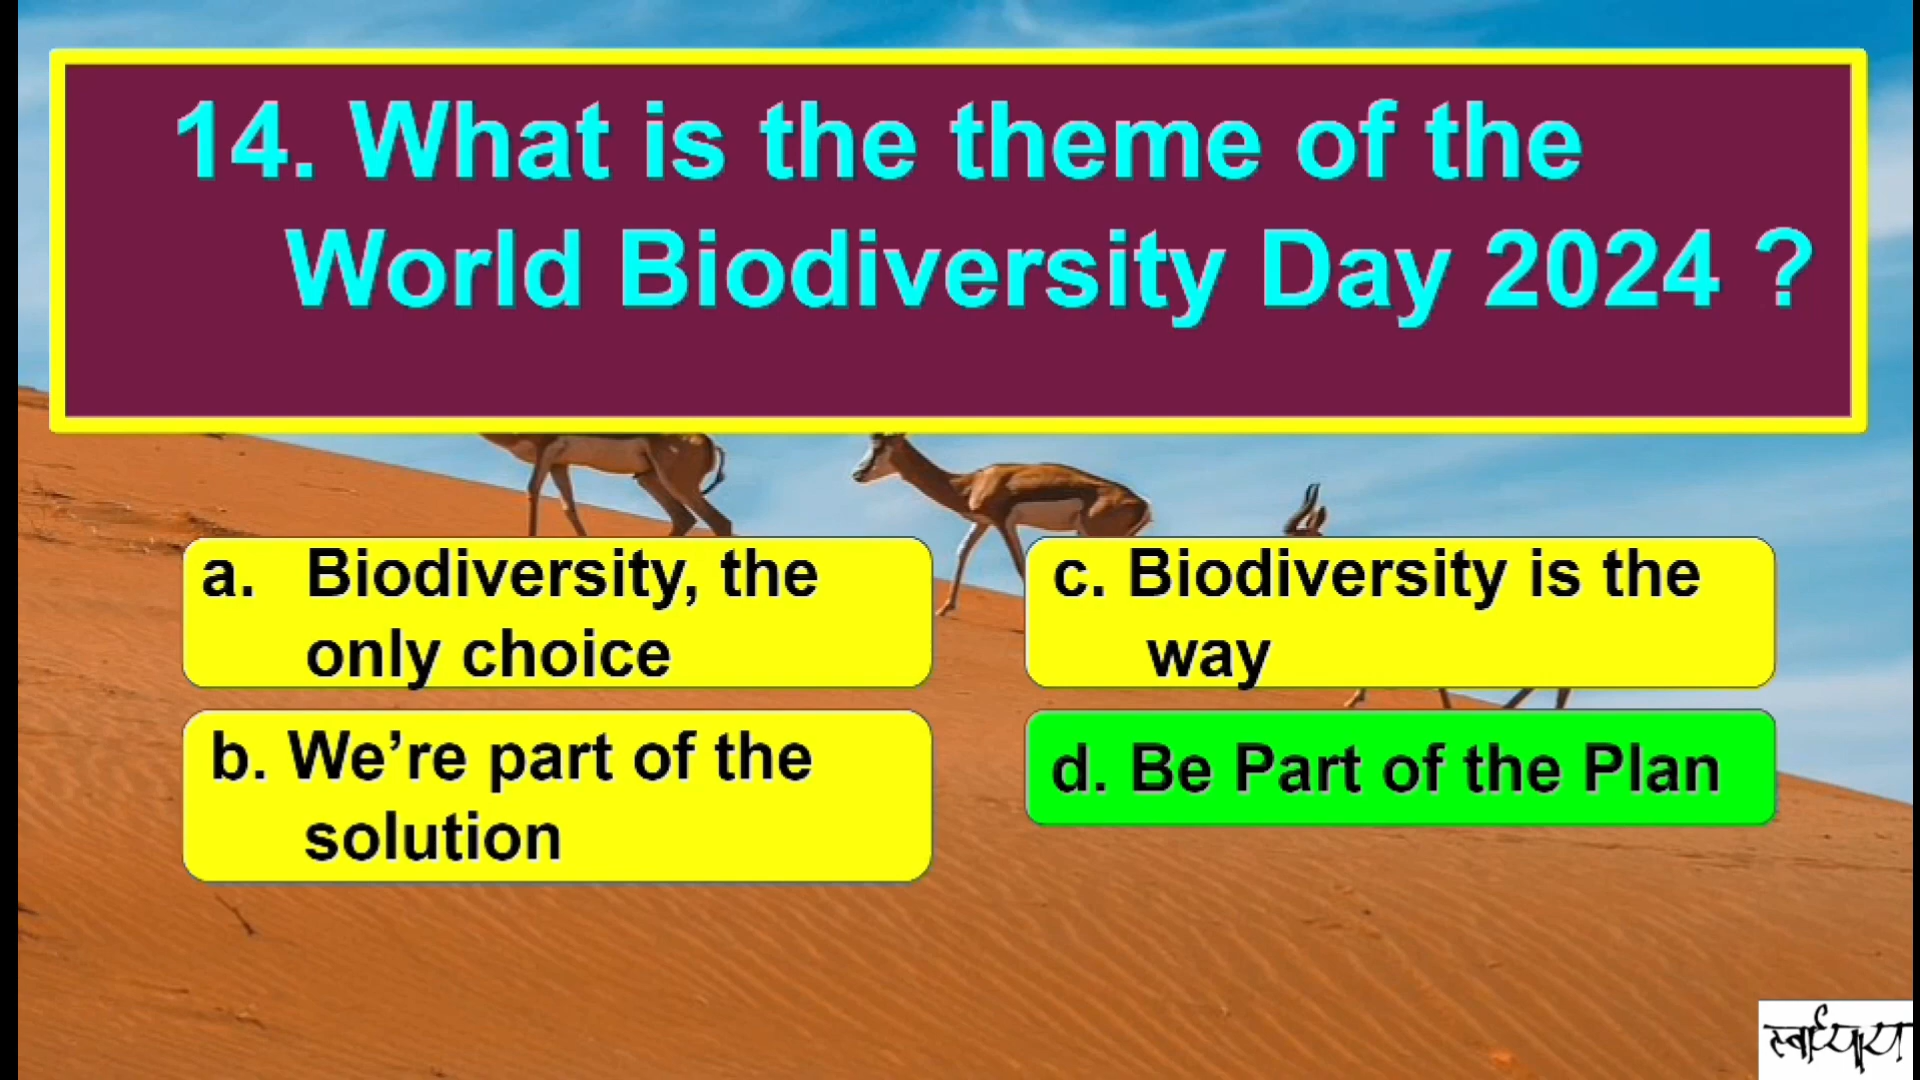 14. What is the theme of the
World Biodiversity Day 2024 ?
a. Biodiversity, the
only choice
b. We’re part of the
solution
c. Biodiversity is the
way
d. Be Part of the Plan
स्वाध्याय